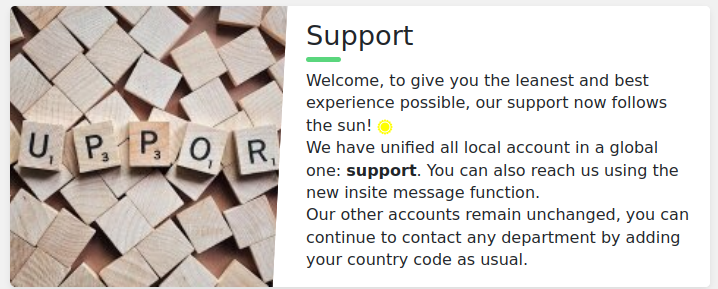 Support
Welcome, to give you the leanest and best
experience possible, our support now follows
the sun!
We have unified all local account in a global
one: support. You can also reach us using the
new insite message function.
Our other accounts remain unchanged, you can
continue to contact any department by adding
your country code as usual.
U1 P3 P3 O1 R1